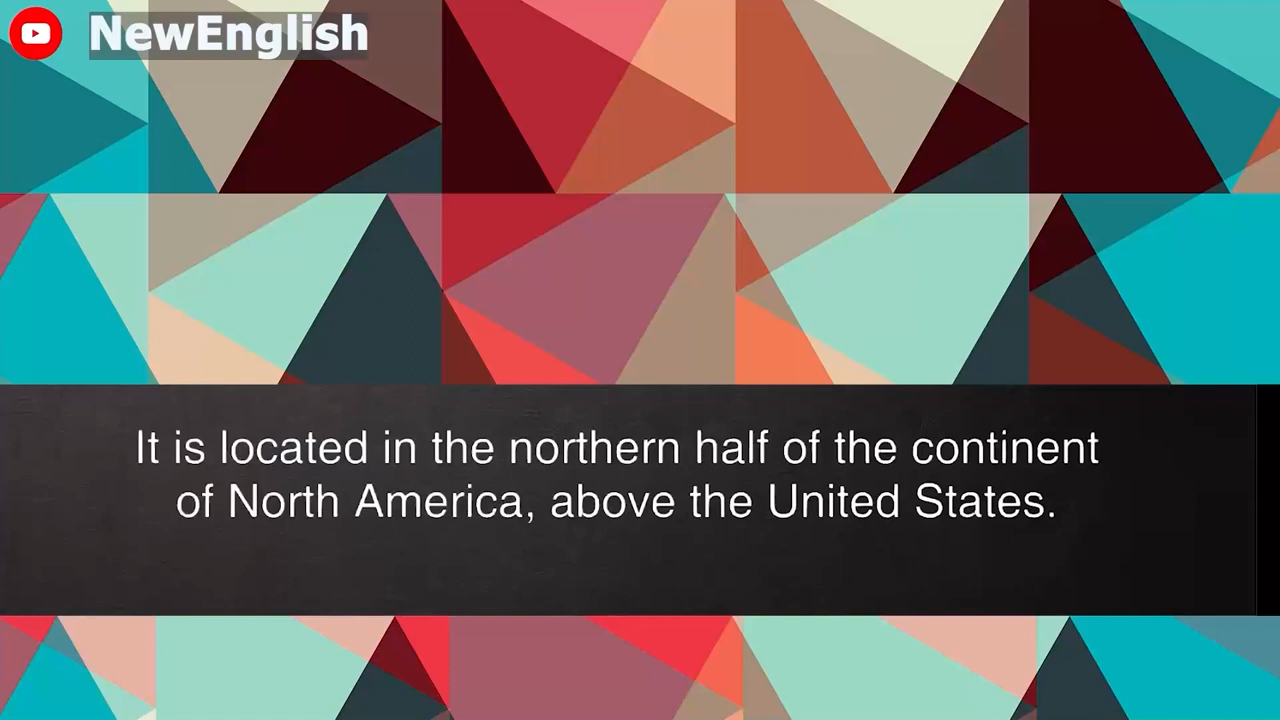 NewEnglish
It is located in the northern half of the continent
of North America, above the United States.